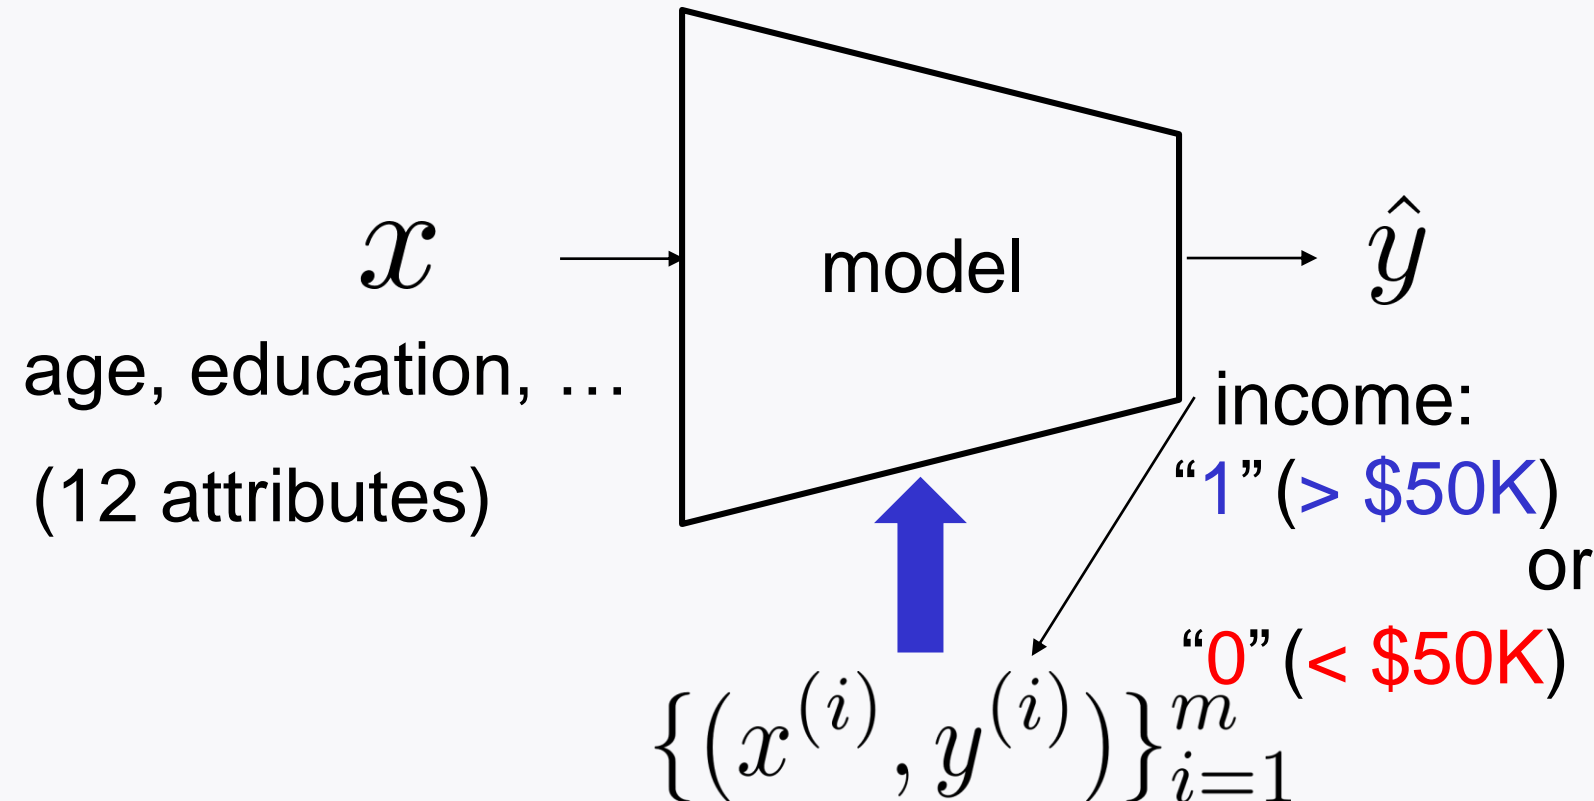 x
model
ŷ
age, education, …
(12 attributes)
income:
“1” (> $50K)
or
“0” (< $50K)
{(x^{(i)}, y^{(i)})}_{i=1}^{m}